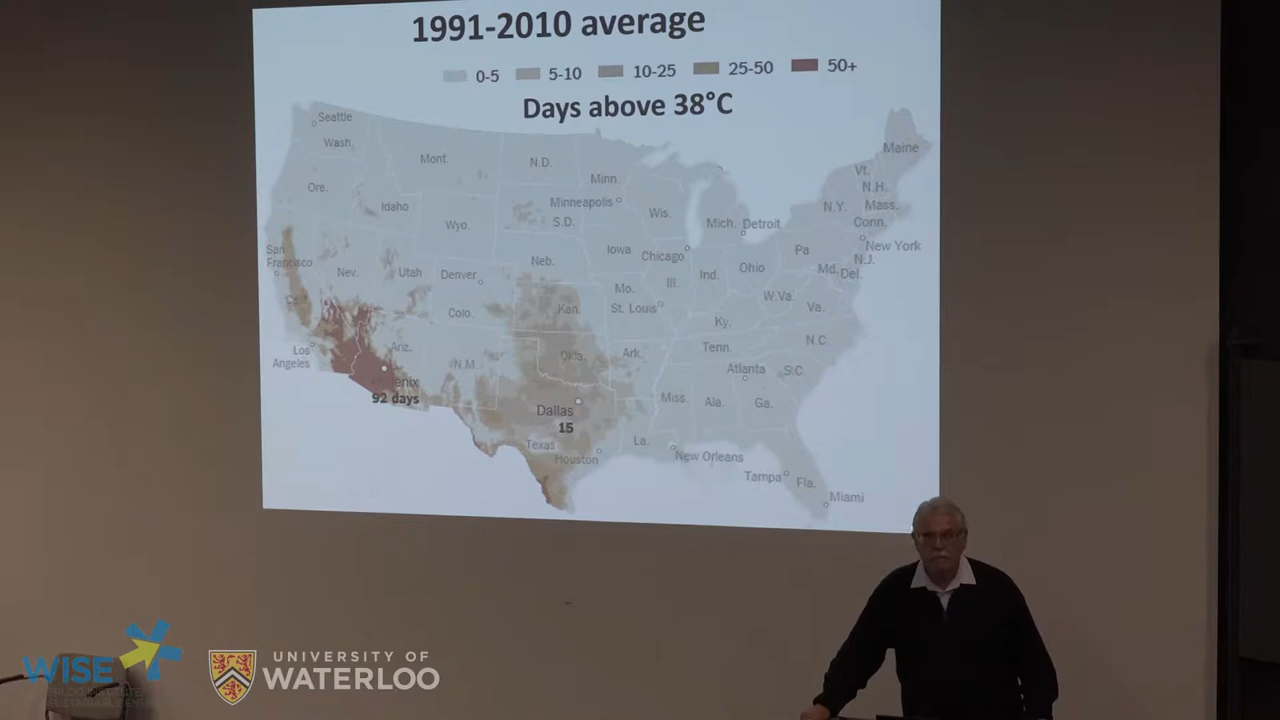 1991-2010 average
0-5 5-10 10-25 25-50 50+
Days above 38°C
Seattle
Wash.
Mont.
N.D.
Minn.
Maine
Vt.
N.H.
Ore.
Idaho
Minneapolis
N.Y.
Mass.
Wyo.
S.D.
Wis.
Mich.
Detroit
Conn.
San
Francisco
Nev.
Utah
Denver
Neb.
Iowa
Chicago
Ind.
Ohio
Pa
New York
N.J.
Md.
Del.
Colo.
Kan.
Mo.
St. Louis
Ill.
W.Va.
Va.
Ky.
Los
Angeles
Ariz.
N.M.
Okla.
Ark.
Tenn.
N.C.
Atlanta
S.C.
enix
92 days
Dallas
15
Miss.
Ala.
Ga.
Texas
Houston
La.
New Orleans
Tampa
Fla.
Miami
WISE
UNIVERSITY OF
WATERLOO